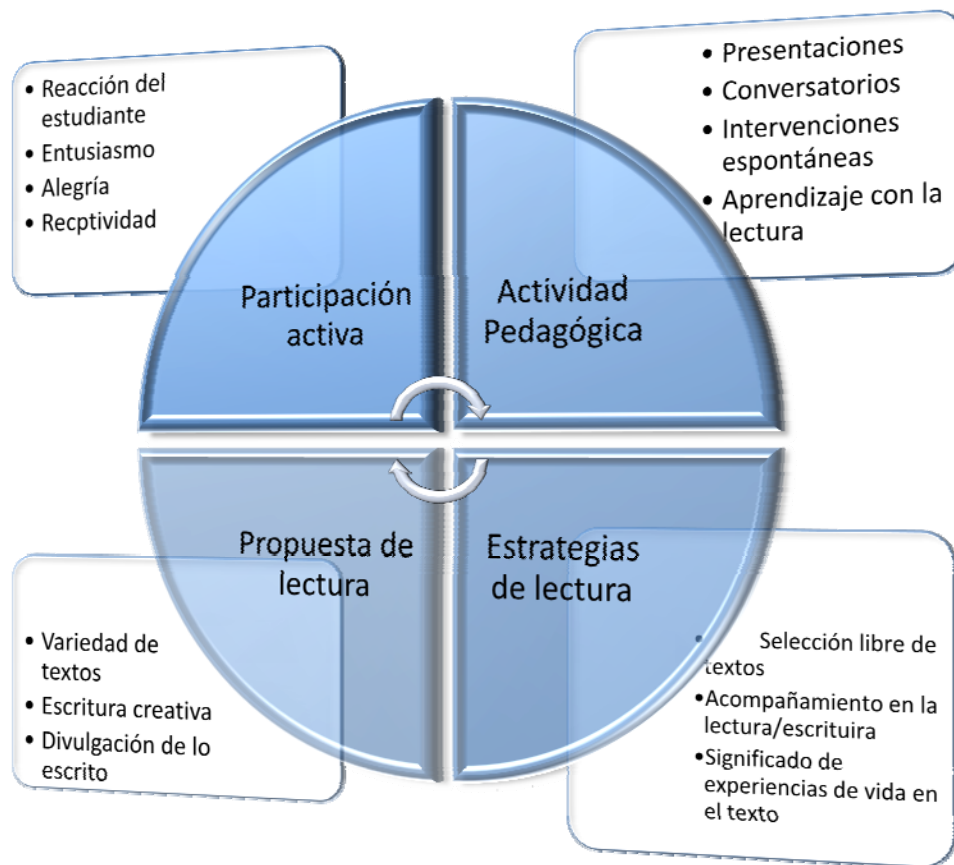 • Reacción del
estudiante
• Entusiasmo
• Alegría
• Recptividad
• Presentaciones
• Conversatorios
• Intervenciones
espontáneas
• Aprendizaje con la
lectura
Participación
activa
Actividad
Pedagógica
Propuesta de
lectura
Estrategias
de lectura
• Variedad de
textos
• Escritura creativa
• Divulgación de lo
escrito
• Selección libre de
textos
•Acompañamiento en la
lectura/escrituira
•Significado de
experiencias de vida en
el texto